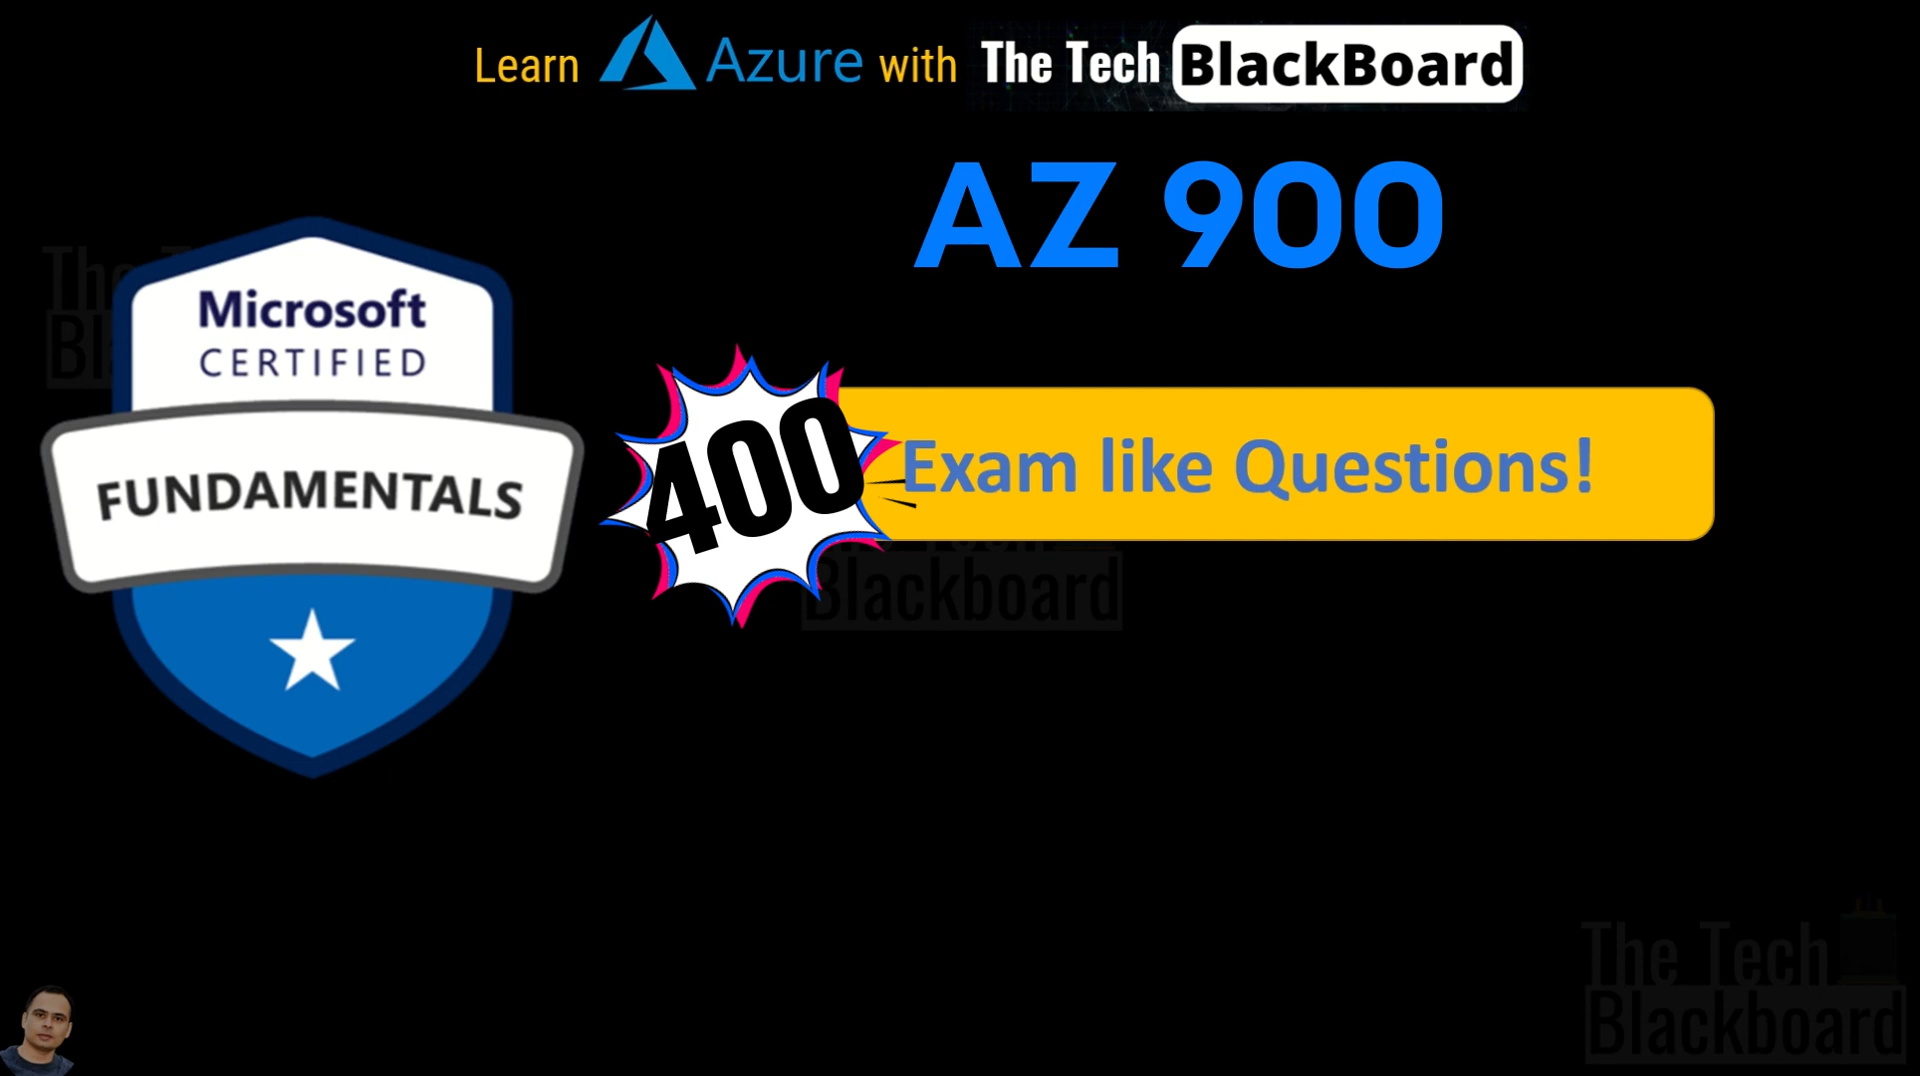 Learn Azure with The Tech BlackBoard
AZ 900
Microsoft
CERTIFIED
FUNDAMENTALS
400 Exam like Questions!
Blackboard
The Tech
Blackboard